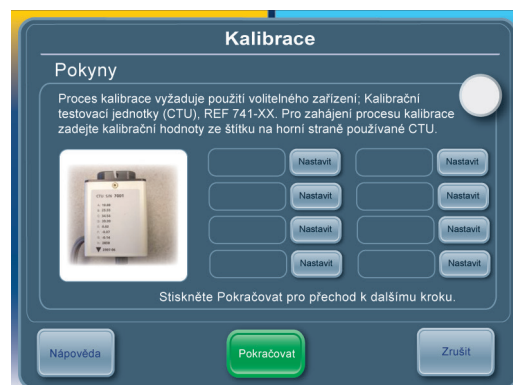 Kalibrace
Pokyny
Proces kalibrace vyžaduje použití volitelného zařízení; Kalibrační
testovací jednotky (CTU), REF 741-XX. Pro zahájení procesu kalibrace
zadejte kalibrační hodnoty ze štítku na horní straně používané CTU.
Nastavit Nastavit
Nastavit Nastavit
Nastavit Nastavit
Nastavit Nastavit
Stiskněte Pokračovat pro přechod k dalšímu kroku.
Nápověda Pokračovat Zrušit